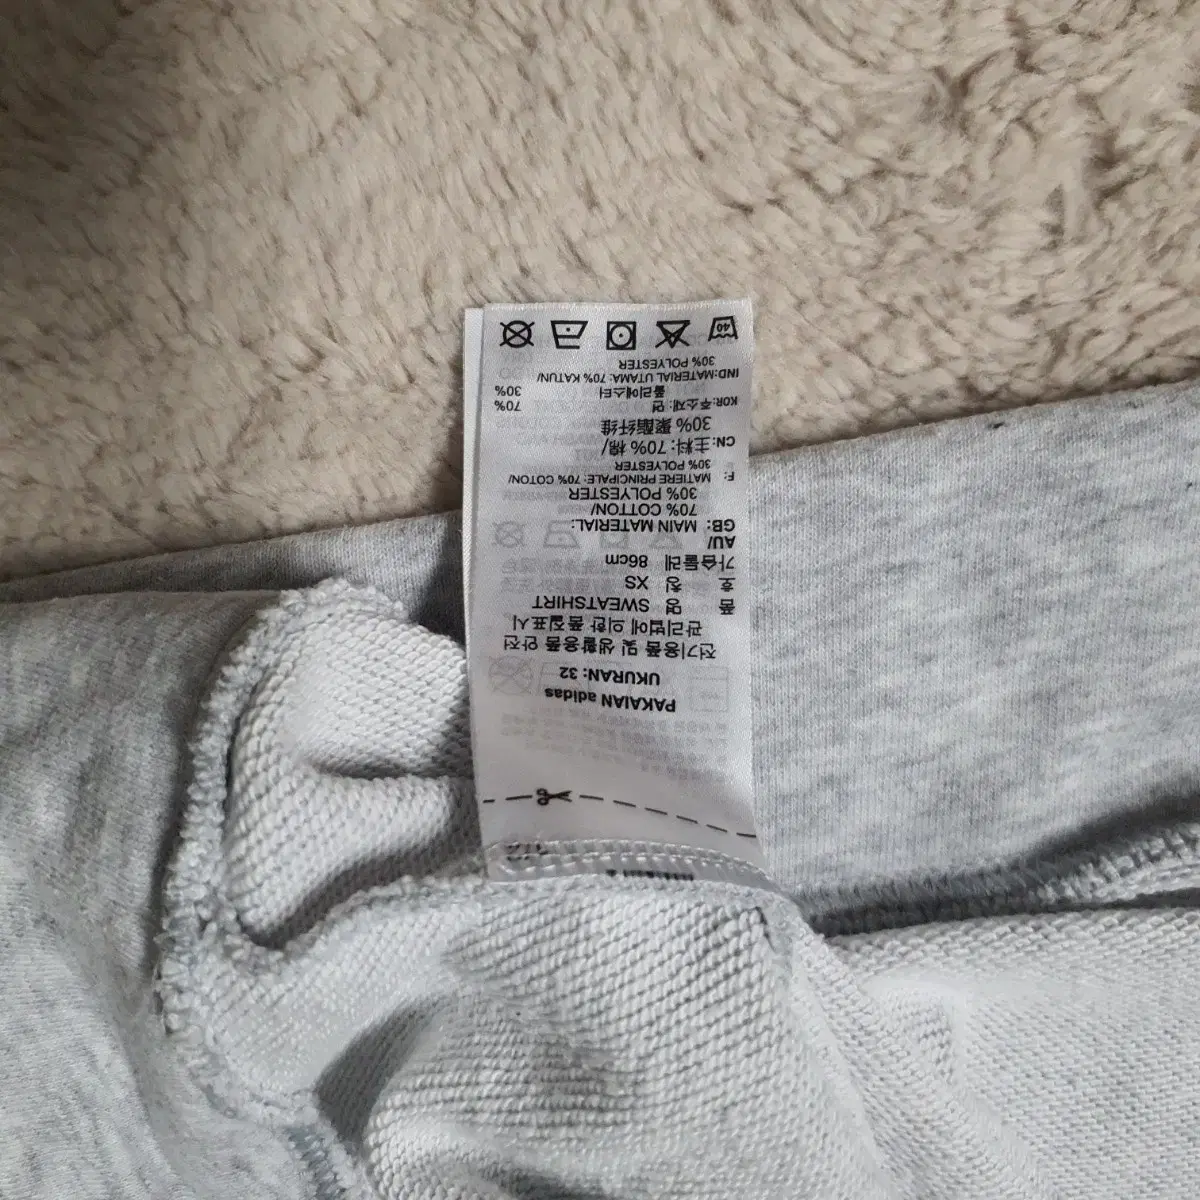 PAKAIAN adidas
UKURAN: 32
전기용품 및 생활용품 안전
관리법에 의한 품질표시
품 명 SWEATSHIRT
호 칭 XS
가슴둘레 86cm
AU/
GB: MAIN MATERIAL:
70% COTTON/
30% POLYESTER
F: MATIERE PRINCIPALE: 70% COTON/
30% POLYESTER
CN: 主料: 70% 棉/
30% 聚酯纤维
KOR: 주소재: 면 70%
폴리에스터 30%
IND: MATERIAL UTAMA: 70% KATUN/
30% POLYESTER
40